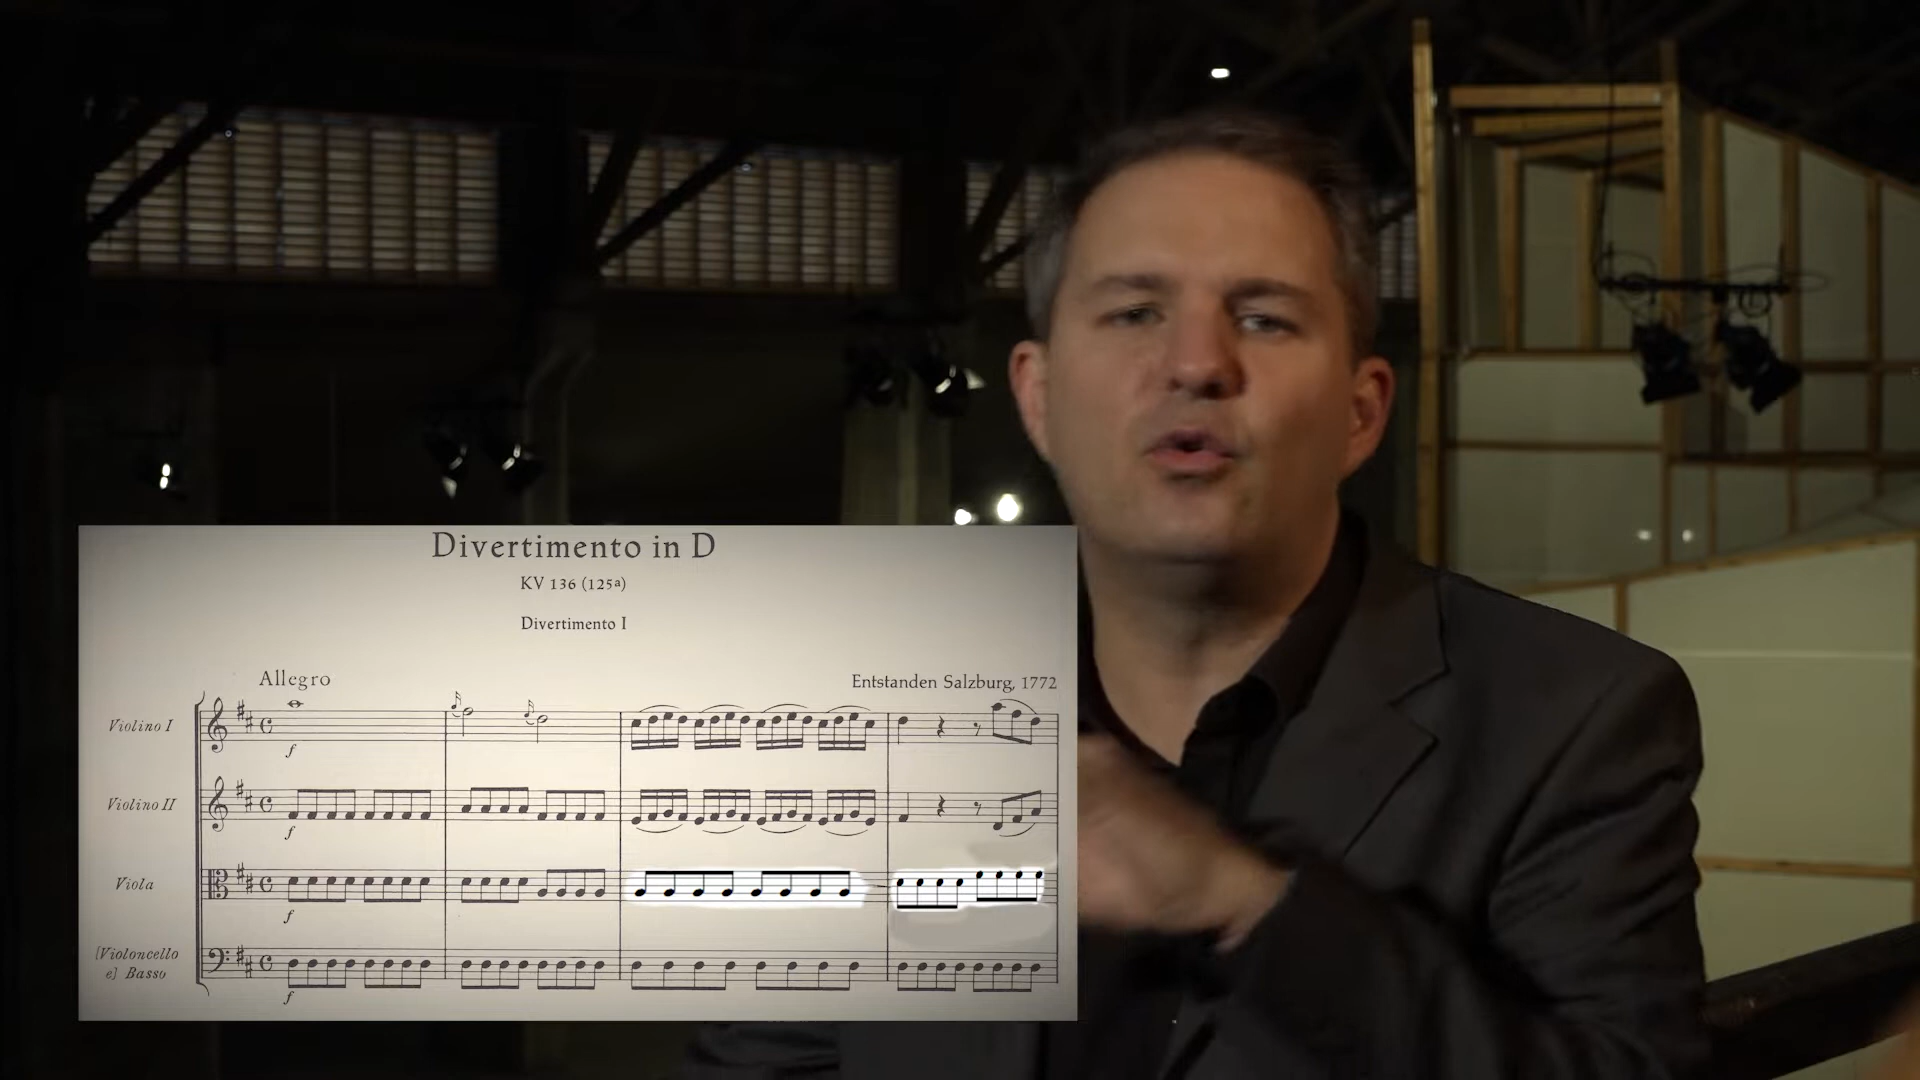 Divertimento in D
KV 136 (125a)
Divertimento I
Allegro
Entstanden Salzburg, 1772
Violino I
f
Violino II
f
Viola
f
[Violoncello
e] Basso
f